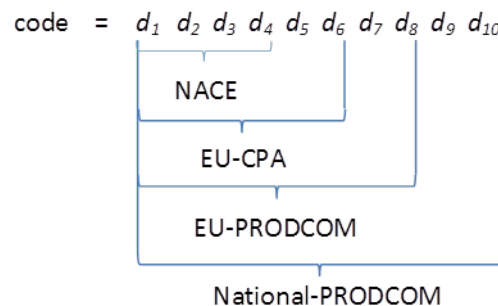 code = d1 d2 d3 d4 d5 d6 d7 d8 d9 d10
NACE
EU-CPA
EU-PRODCOM
National-PRODCOM